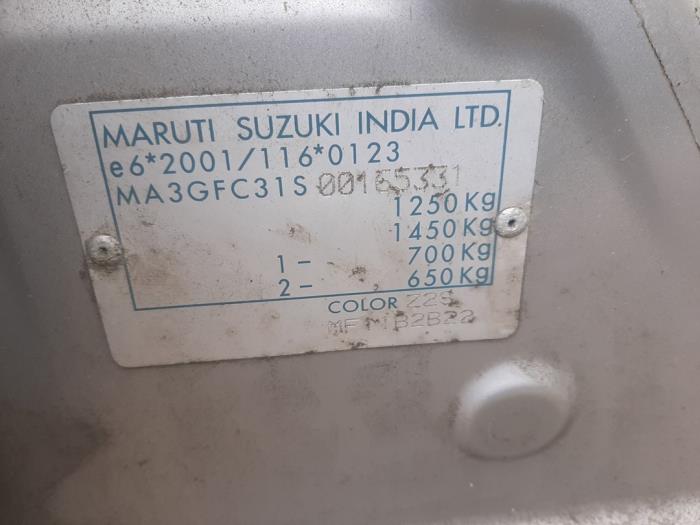 MARUTI SUZUKI INDIA LTD.
e6*2001/116*0123
MA3GFC31S00165331
1250Kg
1450Kg
1- 700Kg
2- 650Kg
COLOR Z2S